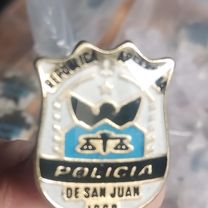 REPUBLICA ARGENTINA
POLICIA
DE SAN JUAN